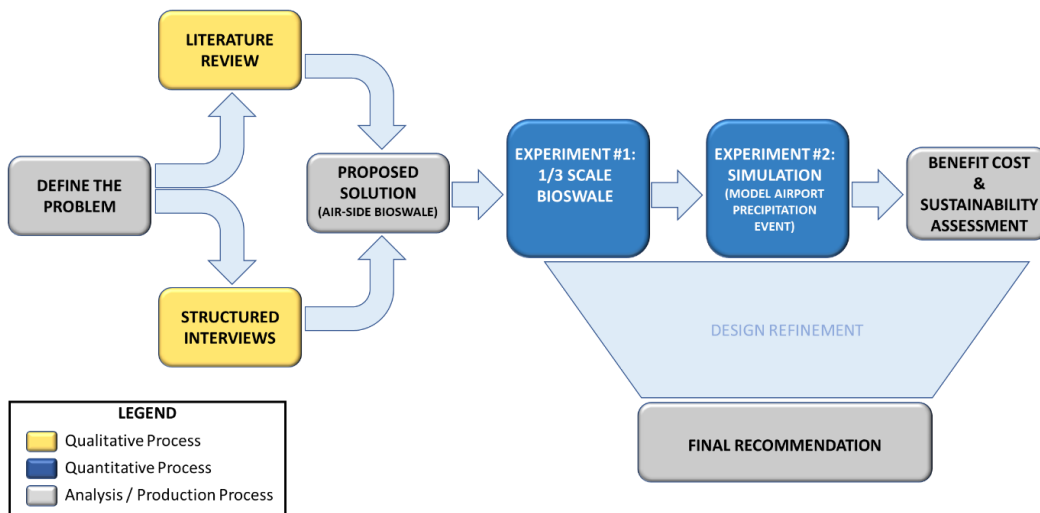 LITERATURE
REVIEW
DEFINE THE
PROBLEM
STRUCTURED
INTERVIEWS
PROPOSED
SOLUTION
(AIR-SIDE BIOSWALE)
EXPERIMENT #1:
1/3 SCALE
BIOSWALE
EXPERIMENT #2:
SIMULATION
(MODEL AIRPORT
PRECIPITATION
EVENT)
BENEFIT COST
&
SUSTAINABILITY
ASSESSMENT
DESIGN REFINEMENT
FINAL RECOMMENDATION
LEGEND
Qualitative Process
Quantitative Process
Analysis / Production Process